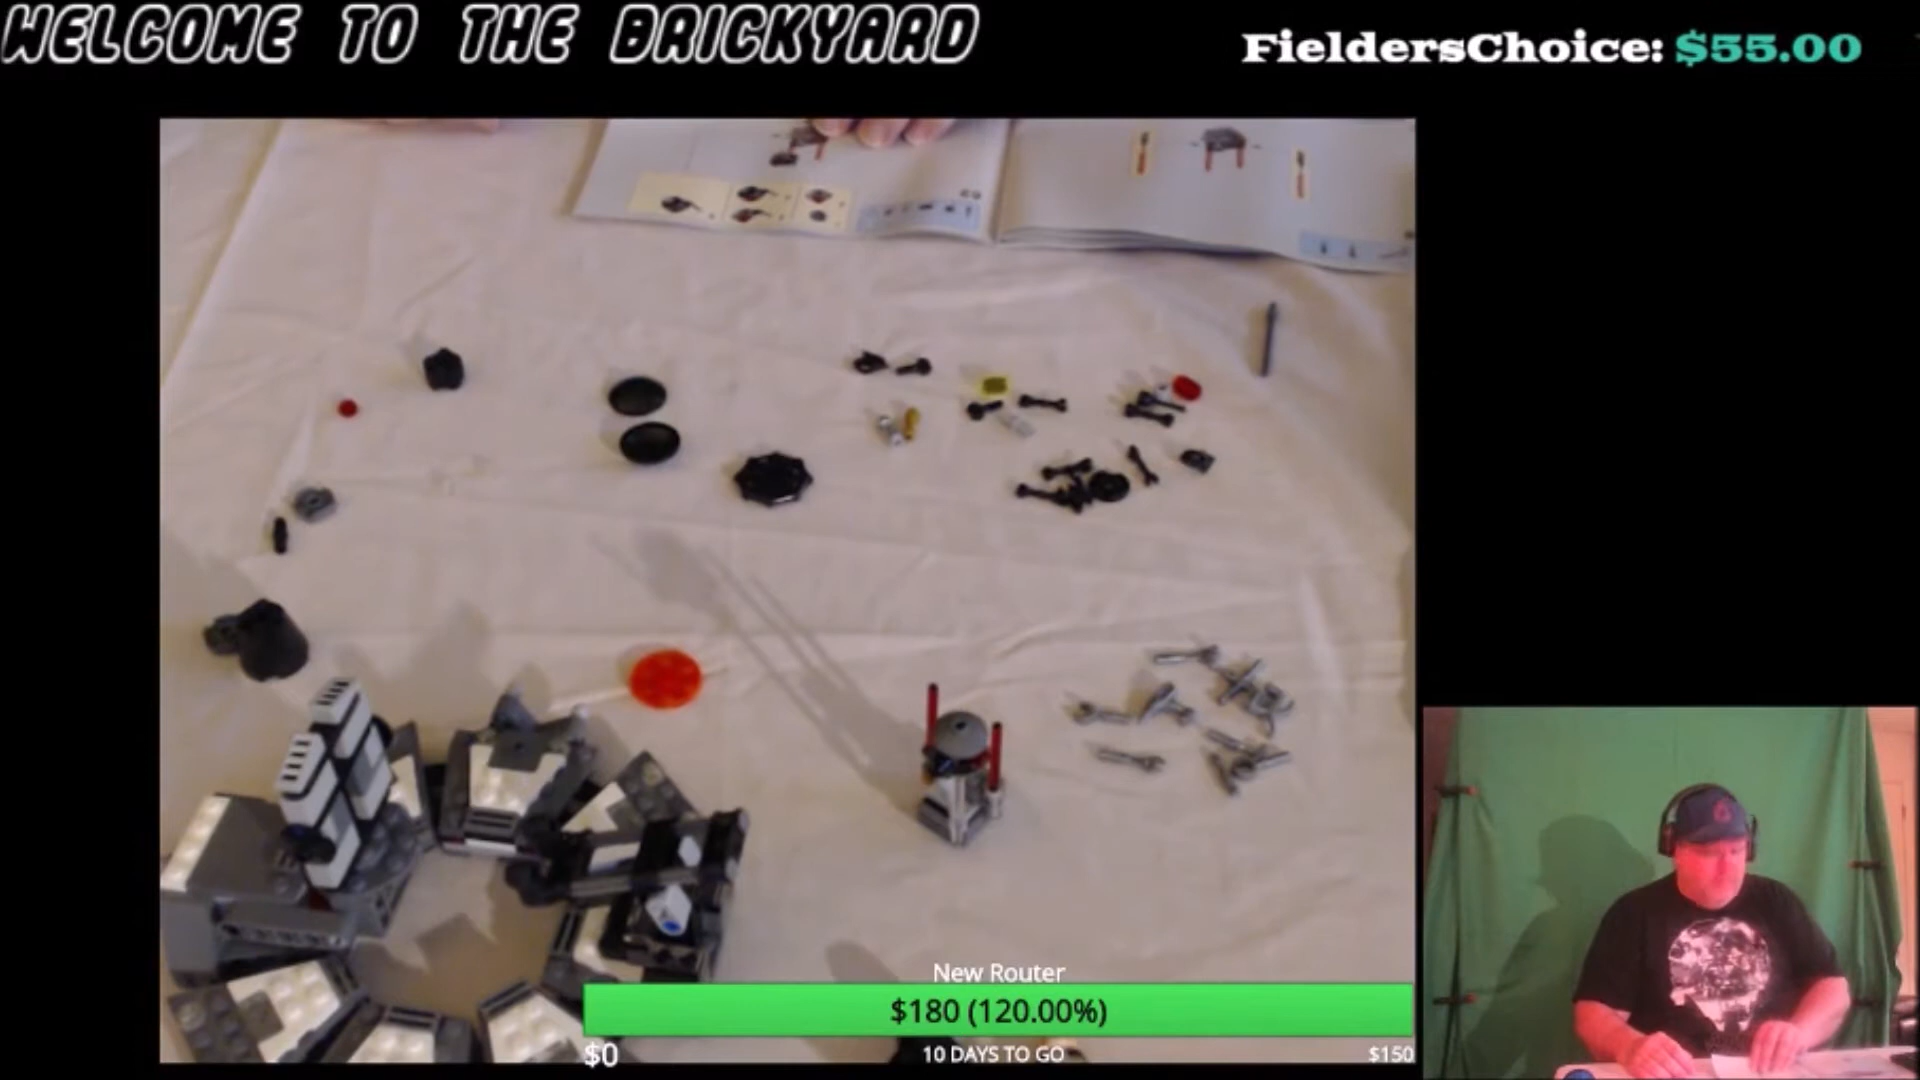 WELCOME TO THE BRICKYARD
FieldersChoice: $55.00
New Router
$180 (120.00%)
$0
10 DAYS TO GO
$150